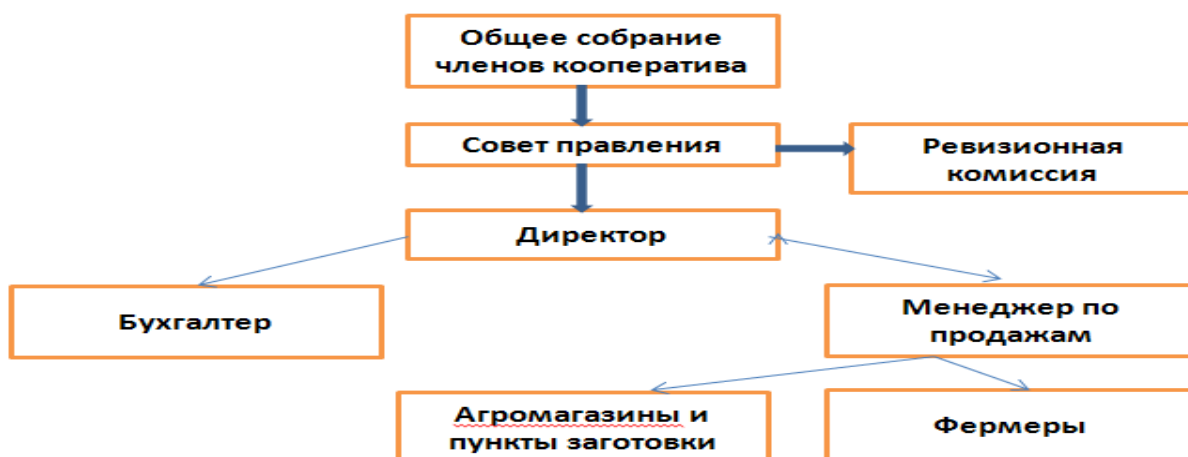 Общее собрание
членов кооператива
Совет правления
Ревизионная
комиссия
Директор
Бухгалтер
Менеджер по
продажам
Агромагазины и
пункты заготовки
Фермеры